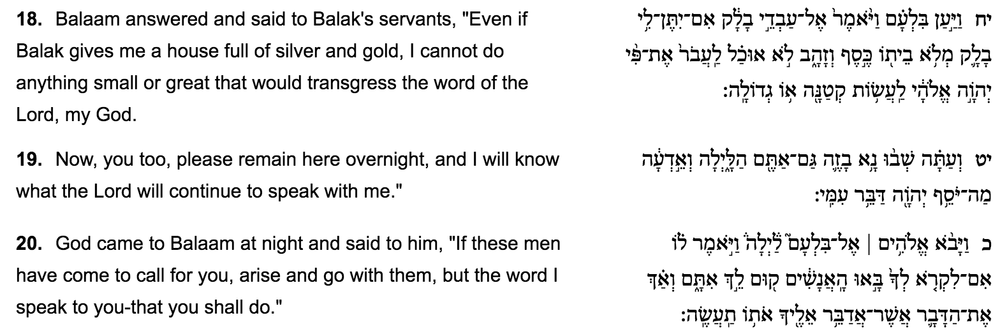 18. Balaam answered and said to Balak's servants, "Even if
Balak gives me a house full of silver and gold, I cannot do
anything small or great that would transgress the word of the
Lord, my God.
יח וַיַּ֣עַן בִּלְעָ֗ם וַיֹּ֨אמֶר֙ אֶל־עַבְדֵ֣י בָלָ֔ק אִם־יִתֶּן־לִ֥י
בָלָ֛ק מְלֹ֥א בֵית֖וֹ כֶּ֣סֶף וְזָהָ֑ב לֹ֣א אוּכַ֗ל לַֽעֲבֹר֙ אֶת־פִּי֙
יְהֹוָ֣ה אֱלֹהָ֔י לַֽעֲשׂ֥וֹת קְטַנָּ֖ה א֥וֹ גְדוֹלָֽה:
19. Now, you too, please remain here overnight, and I will know
what the Lord will continue to speak with me."
יט וְעַתָּ֗ה שְׁב֨וּ נָ֥א בָזֶ֛ה גַּם־אַתֶּ֖ם הַלָּ֑יְלָה וְאֵ֣דְעָ֔ה
מַה־יֹּסֵ֥ף יְהֹוָ֖ה דַּבֵּ֥ר עִמִּֽי:
20. God came to Balaam at night and said to him, "If these men
have come to call for you, arise and go with them, but the word I
speak to you-that you shall do."
כ וַיָּבֹ֨א אֱלֹהִ֥ים | אֶל־בִּלְעָם֘ לַ֒יְלָה֒ וַיֹּ֣אמֶר ל֗וֹ
אִם־לִקְרֹ֤א לְךָ֙ בָּ֣אוּ הָֽאֲנָשִׁ֔ים ק֖וּם לֵ֣ךְ אִתָּ֑ם וְאַ֗ךְ
אֶת־הַדָּבָ֛ר אֲשֶׁר־אֲדַבֵּ֥ר אֵלֶ֖יךָ אֹת֥וֹ תַֽעֲשֶֽׂה: